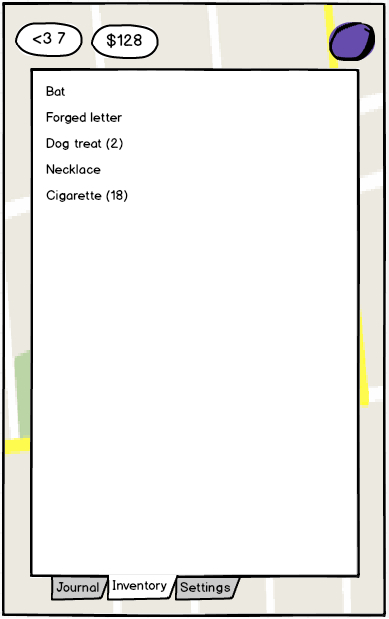 <3 7 $128
Bat
Forged letter
Dog treat (2)
Necklace
Cigarette (18)
Journal Inventory Settings